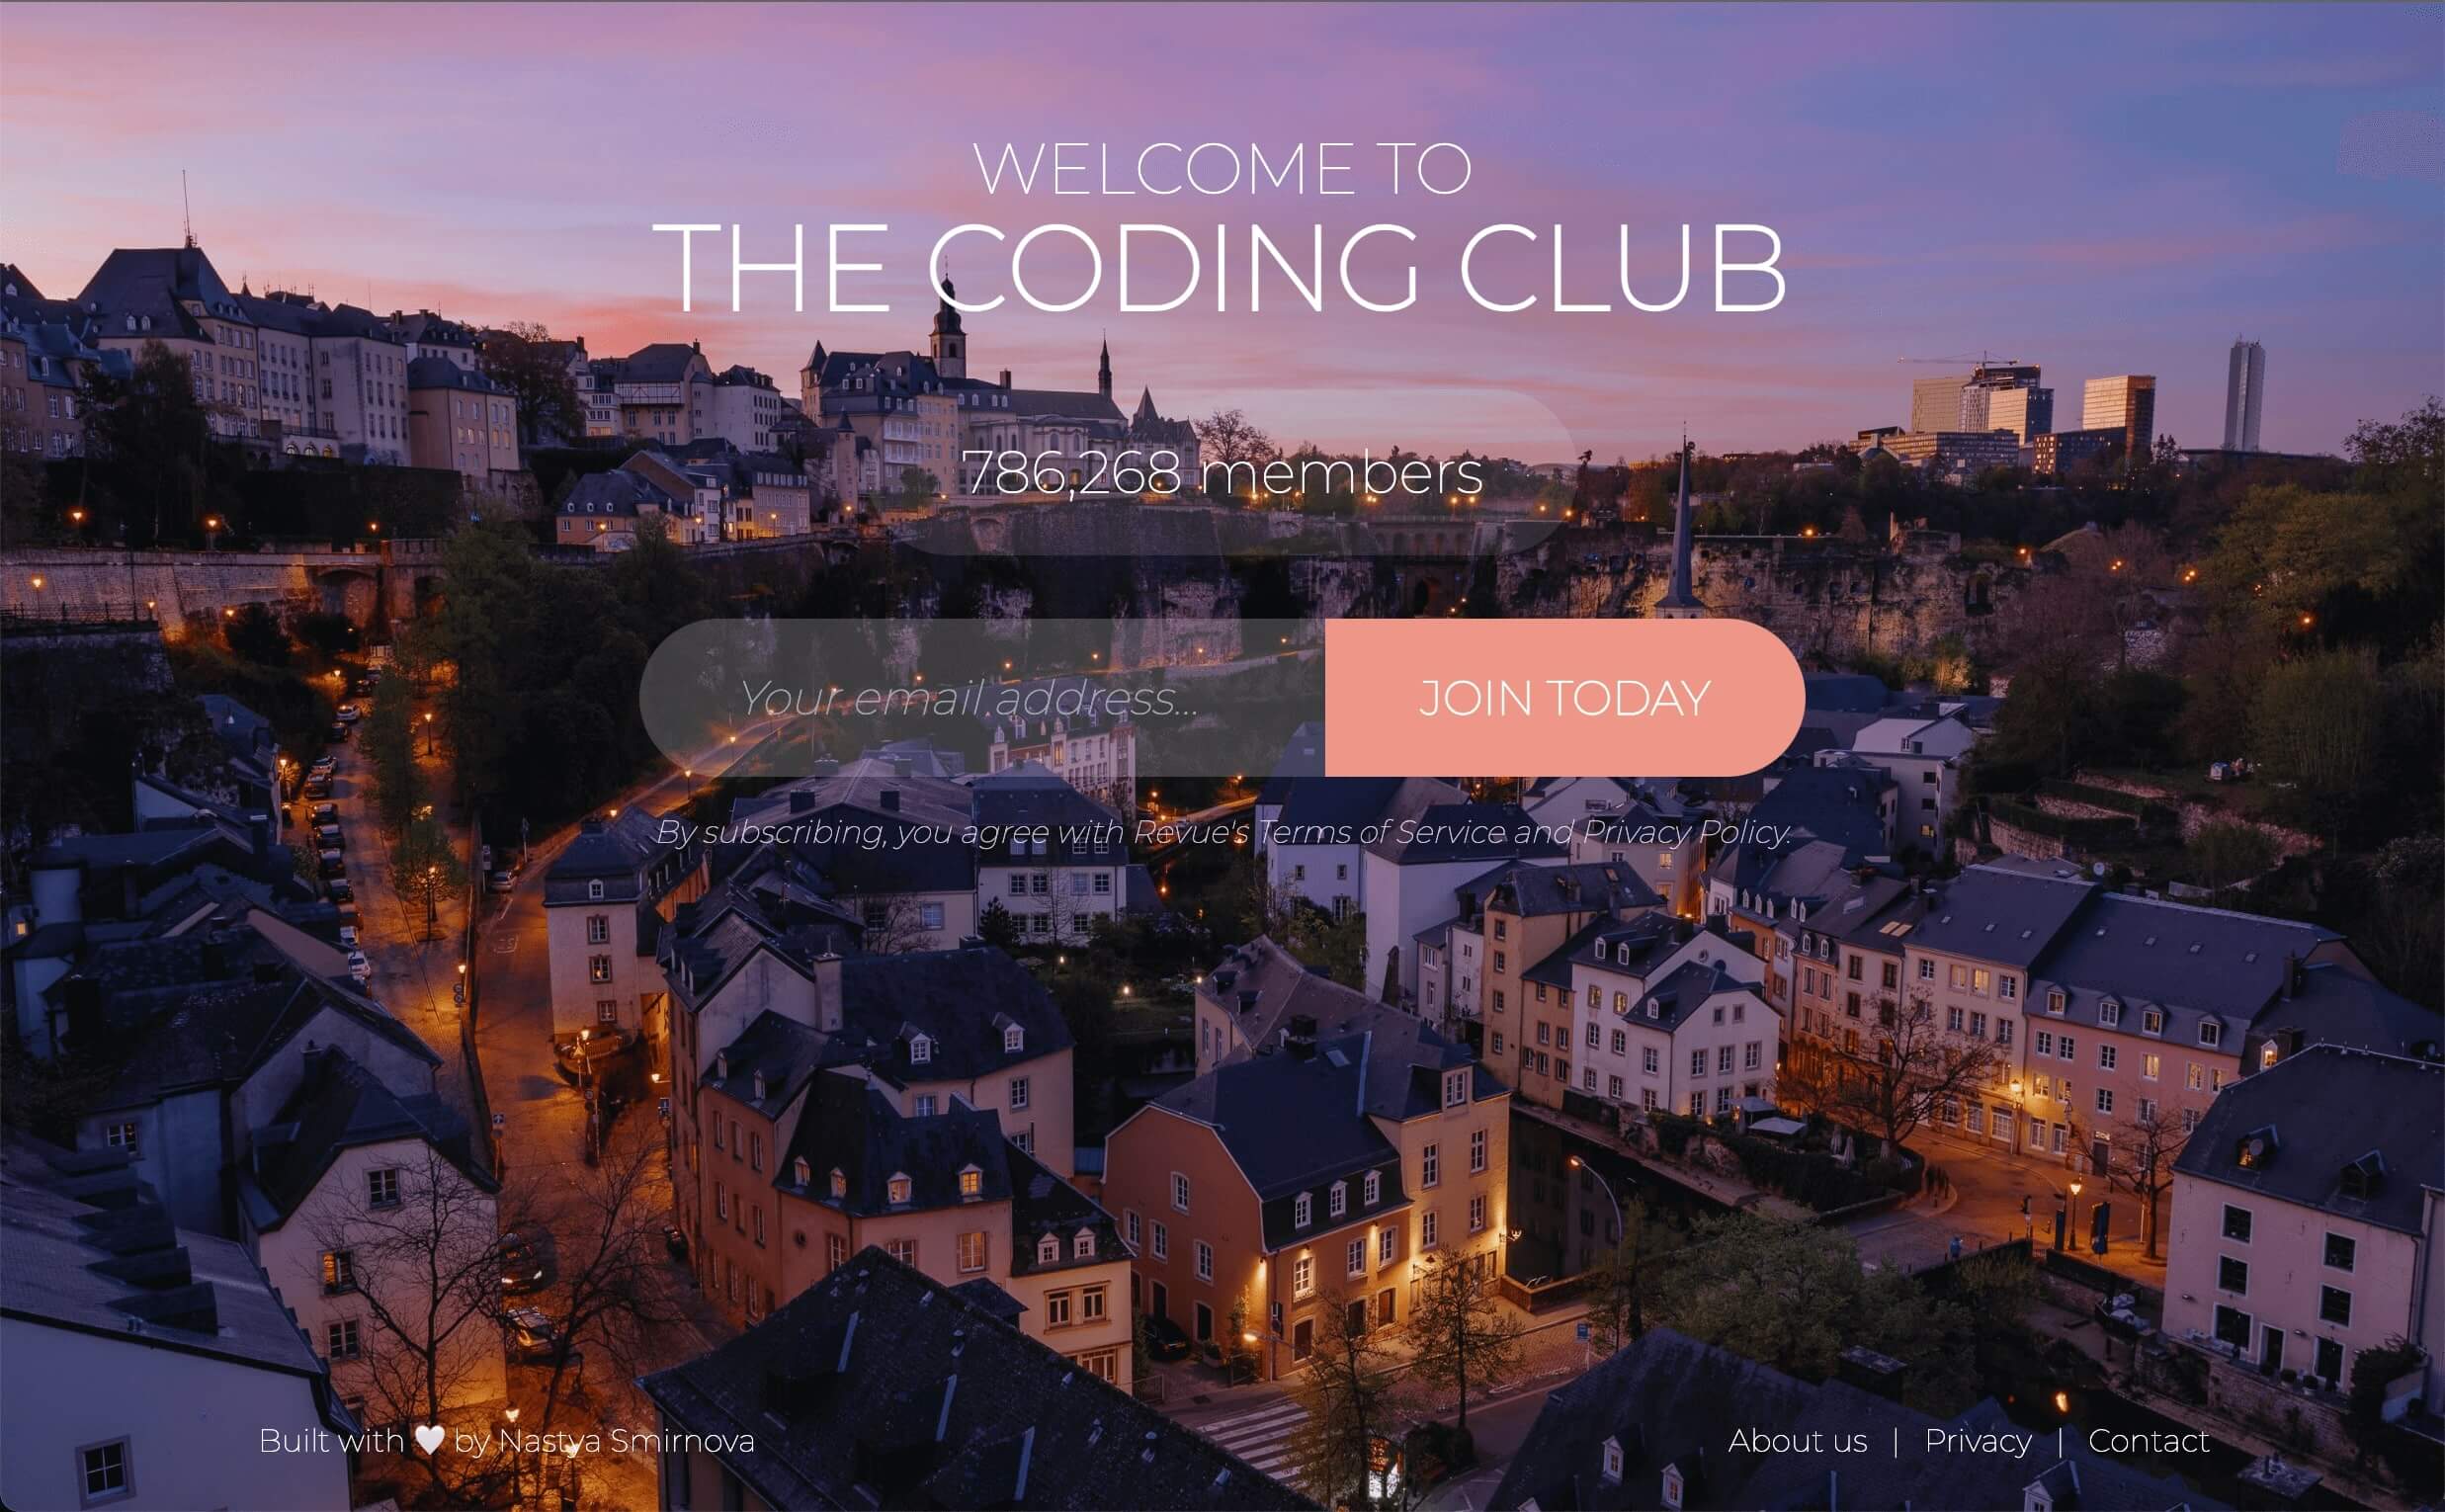 WELCOME TO
THE CODING CLUB
786,268 members
Your email address...
JOIN TODAY
By subscribing, you agree with Revue's Terms of Service and Privacy Policy.
Built with 🤍 by Nastya Smirnova
About us | Privacy | Contact